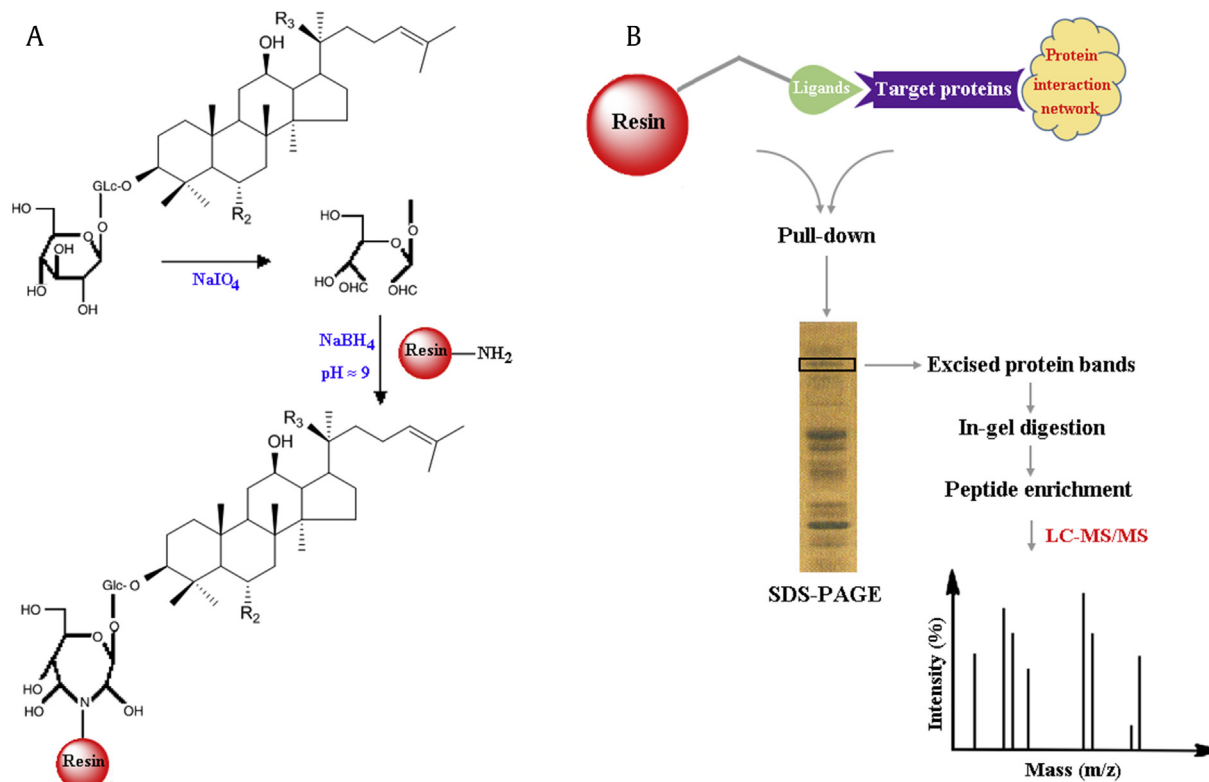 A
R3
OH
GLc-O
R2
HO
O
O
OH
HO
HO
OH
NaIO4
HO
O
O
HO
OHC
OHC
NaBH4
pH ≈ 9
Resin
NH2
R3
OH
Glc- O
R2
HO
O
O
HO
HO
N
OH
Resin
B
Resin
Ligands
Target proteins
Protein
interaction
network
Pull-down
SDS-PAGE
Excised protein bands
In-gel digestion
Peptide enrichment
LC-MS/MS
Intensity (%)
Mass (m/z)